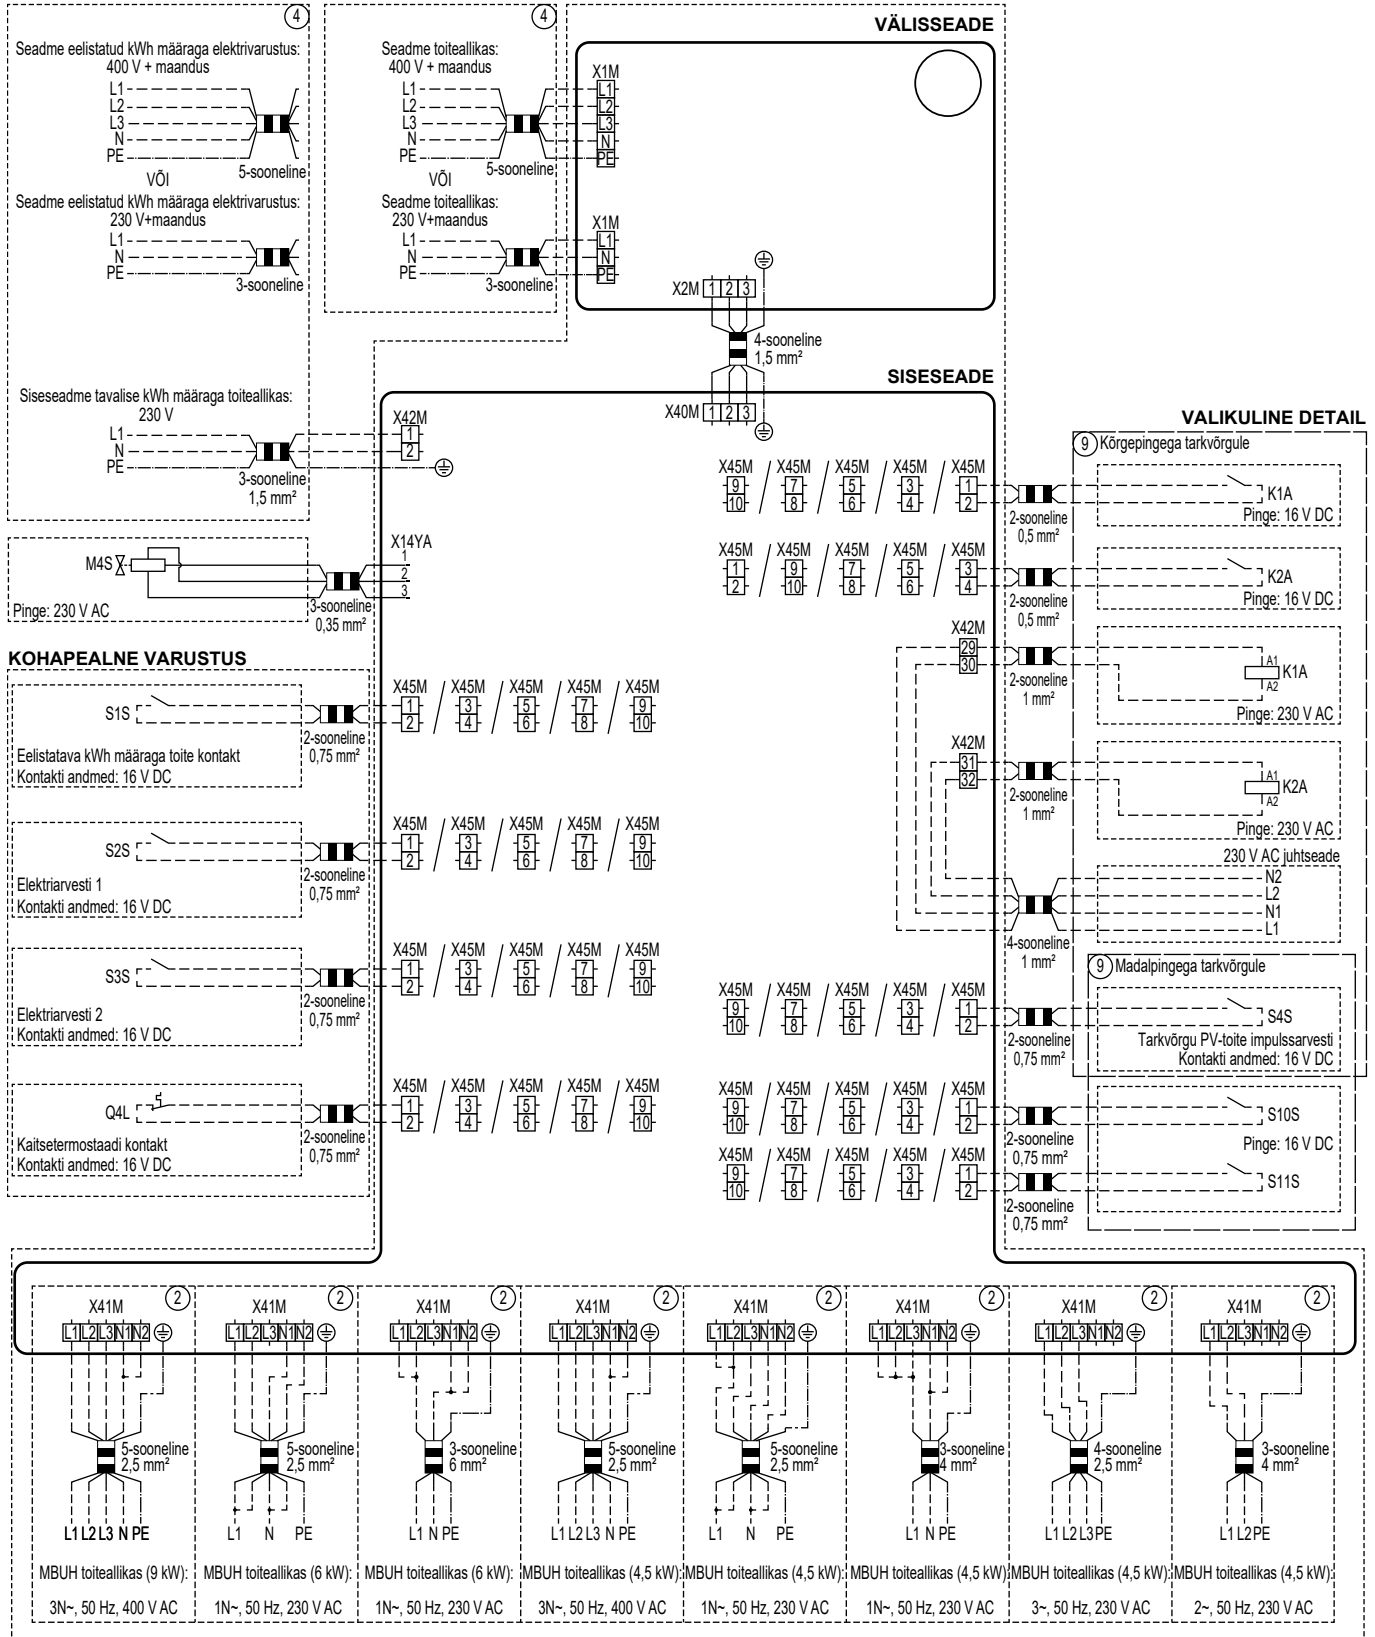 4
Seadme eelistatud kWh määraga elektrivarustus:
400 V + maandus
L1
L2
L3
N
PE
5-sooneline
VÕI
Seadme eelistatud kWh määraga elektrivarustus:
230 V+maandus
L1
N
PE
3-sooneline
Siseseadme tavalise kWh määraga toiteallikas:
230 V
L1
N
PE
3-sooneline
1,5 mm²
4
Seadme toiteallikas:
400 V + maandus
L1
L2
L3
N
PE
5-sooneline
VÕI
Seadme toiteallikas:
230 V+maandus
L1
N
PE
3-sooneline
VÄLISSEADE
X1M
L1
L2
L3
N
PE
X1M
L1
N
PE
X2M 1 2 3
4-sooneline
1,5 mm²
SISESEADE
X40M 1 2 3
X42M
1
2
M4S
Pinge: 230 V AC
3-sooneline
0,35 mm²
X14YA
1
2
3
KOHAPEALNE VARUSTUS
S1S
Eelistatava kWh määraga toite kontakt
Kontakti andmed: 16 V DC
2-sooneline
0,75 mm²
X45M / X45M / X45M / X45M / X45M
1 3 5 7 9
2 4 6 8 10
S2S
Elektriarvesti 1
Kontakti andmed: 16 V DC
2-sooneline
0,75 mm²
X45M / X45M / X45M / X45M / X45M
1 3 5 7 9
2 4 6 8 10
S3S
Elektriarvesti 2
Kontakti andmed: 16 V DC
2-sooneline
0,75 mm²
X45M / X45M / X45M / X45M / X45M
1 3 5 7 9
2 4 6 8 10
Q4L
Kaitsetermostaadi kontakt
Kontakti andmed: 16 V DC
2-sooneline
0,75 mm²
X45M / X45M / X45M / X45M / X45M
1 3 5 7 9
2 4 6 8 10
VALIKULINE DETAIL
9 Kõrgepingega tarkvõrgule
X45M / X45M / X45M / X45M / X45M
9 7 5 3 1
10 8 6 4 2
2-sooneline
0,5 mm²
K1A
Pinge: 16 V DC
X45M / X45M / X45M / X45M / X45M
1 9 7 5 3
2 10 8 6 4
2-sooneline
0,5 mm²
K2A
Pinge: 16 V DC
X42M
29
30
2-sooneline
1 mm²
A1
K1A
A2
Pinge: 230 V AC
X42M
31
32
2-sooneline
1 mm²
A1
K2A
A2
Pinge: 230 V AC
230 V AC juhtseade
N2
L2
N1
L1
4-sooneline
1 mm²
9 Madalpingega tarkvõrgule
X45M / X45M / X45M / X45M / X45M
9 7 5 3 1
10 8 6 4 2
2-sooneline
0,75 mm²
S4S
Tarkvõrgu PV-toite impulssarvesti
Kontakti andmed: 16 V DC
X45M / X45M / X45M / X45M / X45M
9 7 5 3 1
10 8 6 4 2
2-sooneline
0,75 mm²
S10S
Pinge: 16 V DC
X45M / X45M / X45M / X45M / X45M
9 7 5 3 1
10 8 6 4 2
2-sooneline
0,75 mm²
S11S
2
X41M
L1 L2 L3 N1 N2
5-sooneline
2,5 mm²
L1 L2 L3 N PE
MBUH toiteallikas (9 kW):
3N~, 50 Hz, 400 V AC
2
X41M
L1 L2 L3 N1 N2
5-sooneline
2,5 mm²
L1 N PE
MBUH toiteallikas (6 kW):
1N~, 50 Hz, 230 V AC
2
X41M
L1 L2 L3 N1 N2
3-sooneline
6 mm²
L1 N PE
MBUH toiteallikas (6 kW):
1N~, 50 Hz, 230 V AC
2
X41M
L1 L2 L3 N1 N2
5-sooneline
2,5 mm²
L1 L2 L3 N PE
MBUH toiteallikas (4,5 kW):
3N~, 50 Hz, 400 V AC
2
X41M
L1 L2 L3 N1 N2
5-sooneline
2,5 mm²
L1 N PE
MBUH toiteallikas (4,5 kW):
1N~, 50 Hz, 230 V AC
2
X41M
L1 L2 L3 N1 N2
3-sooneline
4 mm²
L1 N PE
MBUH toiteallikas (4,5 kW):
1N~, 50 Hz, 230 V AC
2
X41M
L1 L2 L3 N1 N2
4-sooneline
2,5 mm²
L1 L2 L3 PE
MBUH toiteallikas (4,5 kW):
3~, 50 Hz, 230 V AC
2
X41M
L1 L2 L3 N1 N2
3-sooneline
4 mm²
L1 L2 PE
MBUH toiteallikas (4,5 kW):
2~, 50 Hz, 230 V AC